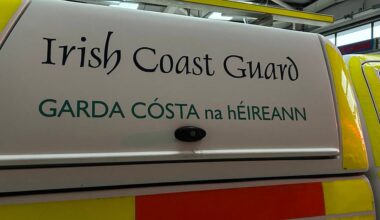 Irish Coast Guard
GARDA CÓSTA na hÉIREANN